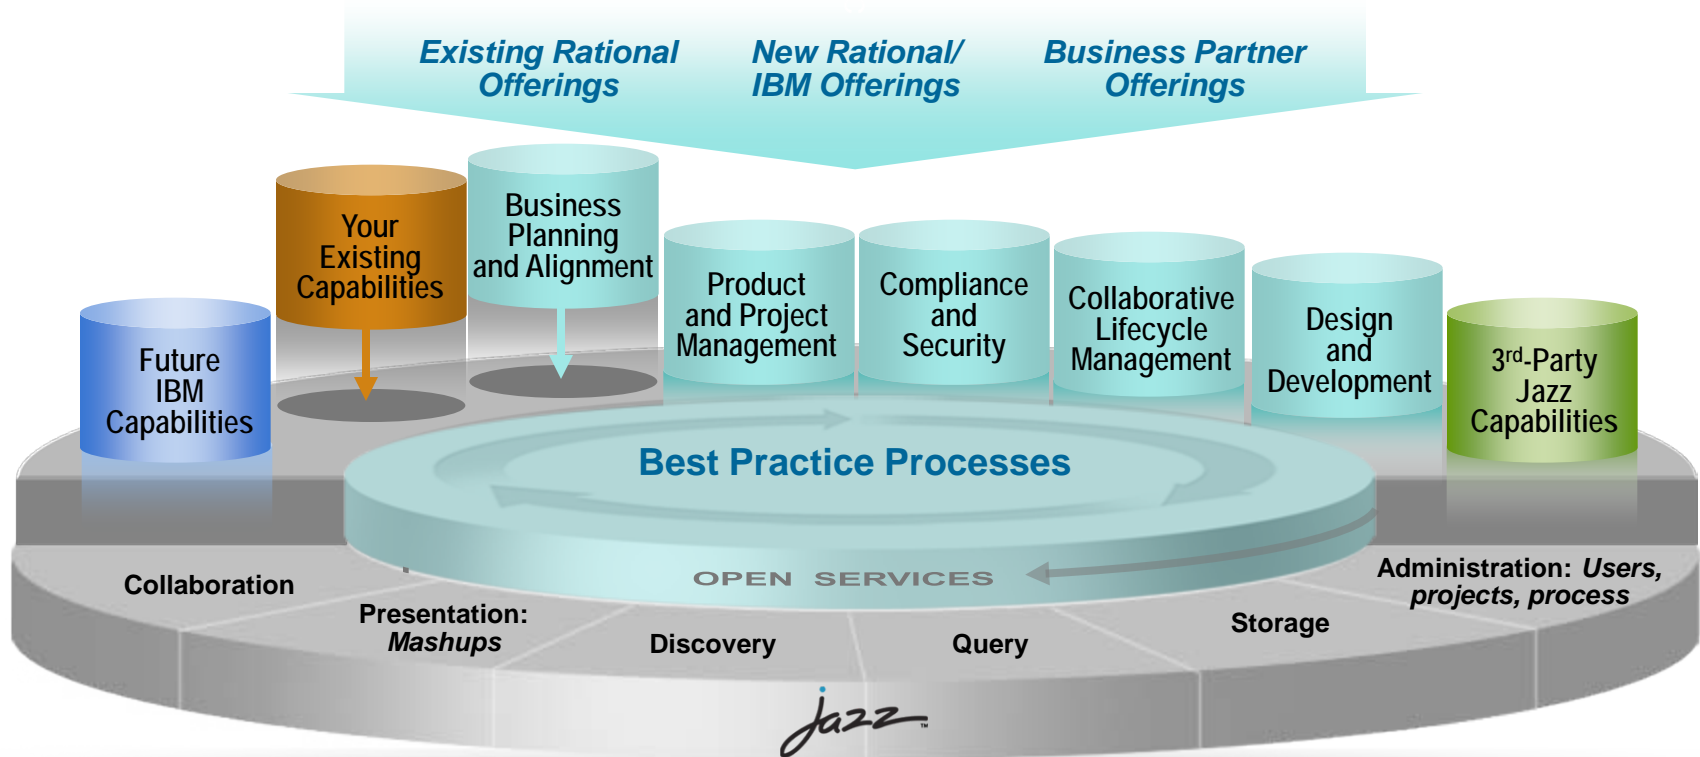 Existing Rational
Offerings
New Rational/
IBM Offerings
Business Partner
Offerings
Future
IBM
Capabilities
Your
Existing
Capabilities
Business
Planning
and Alignment
Product
and Project
Management
Compliance
and
Security
Collaborative
Lifecycle
Management
Design
and
Development
3rd-Party
Jazz
Capabilities
Best Practice Processes
OPEN SERVICES
Collaboration
Presentation:
Mashups
Discovery
Query
Storage
Administration: Users,
projects, process
jazz™